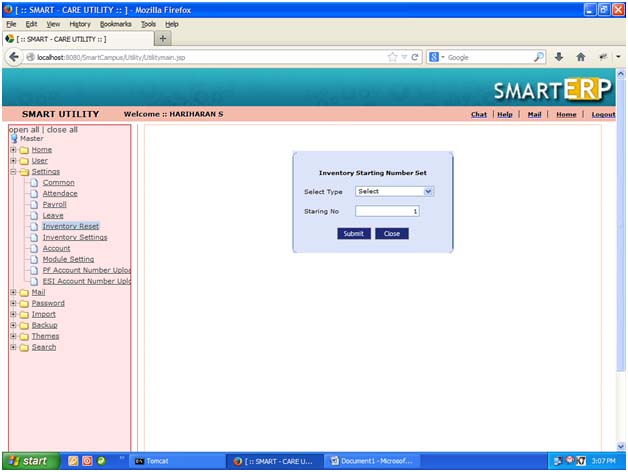 [ :: SMART - CARE UTILITY :: ] - Mozilla Firefox
File Edit View History Bookmarks Tools Help
[ :: SMART - CARE UTILITY :: ]
localhost:8080/SmartCampus/Utility/Utilitymain.jsp
Google
SMARTERP
SMART UTILITY Welcome :: HARIHARAN S Chat | Help | Mail | Home | Logout
open all | close all
Master
Home
User
Settings
Common
Attendace
Payroll
Leave
Inventory Reset
Inventory Settings
Account
Module Setting
PF Account Number Uploa
ESI Account Number Uplo
Mail
Password
Import
Backup
Themes
Search
Inventory Starting Number Set
Select Type Select
Staring No 1
Submit Close
start Tomcat [ :: SMART - CARE U... Document1 - Microsof... 3:07 PM